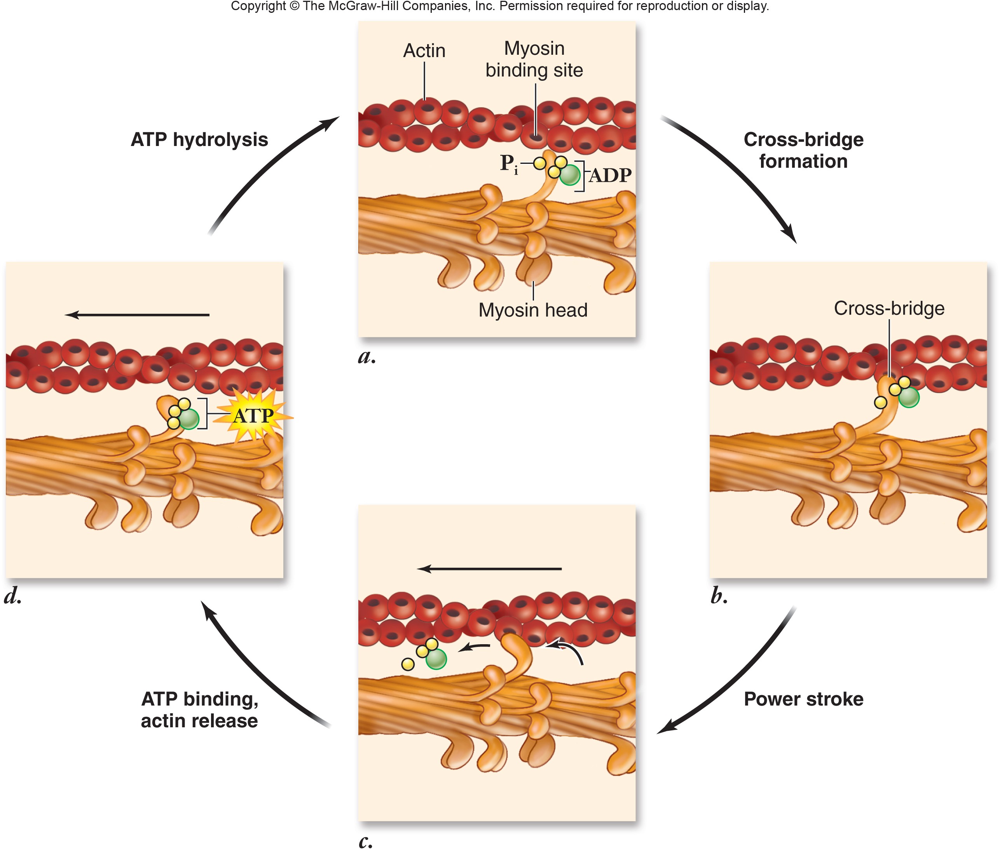 Copyright © The McGraw-Hill Companies, Inc. Permission required for reproduction or display.
Actin
Myosin
binding site
P i
ADP
Myosin head
a.
Cross-bridge
formation
Cross-bridge
b.
Power stroke
c.
ATP binding,
actin release
ATP
d.
ATP hydrolysis